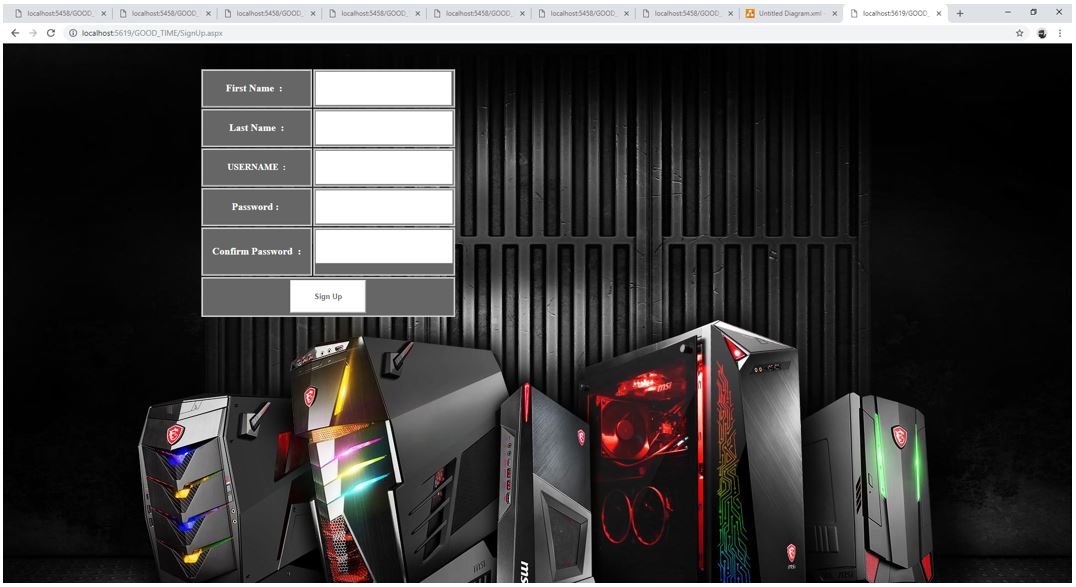 localhost:5458/GOOD_
localhost:5458/GOOD_
localhost:5458/GOOD_
localhost:5458/GOOD_
localhost:5458/GOOD_
localhost:5458/GOOD_
localhost:5458/GOOD_
Untitled Diagram.xml
localhost:5619/GOOD_
localhost:5619/GOOD_TIME/SignUp.aspx
First Name :
Last Name :
USERNAME :
Password :
Confirm Password :
Sign Up
msi
msi
msi